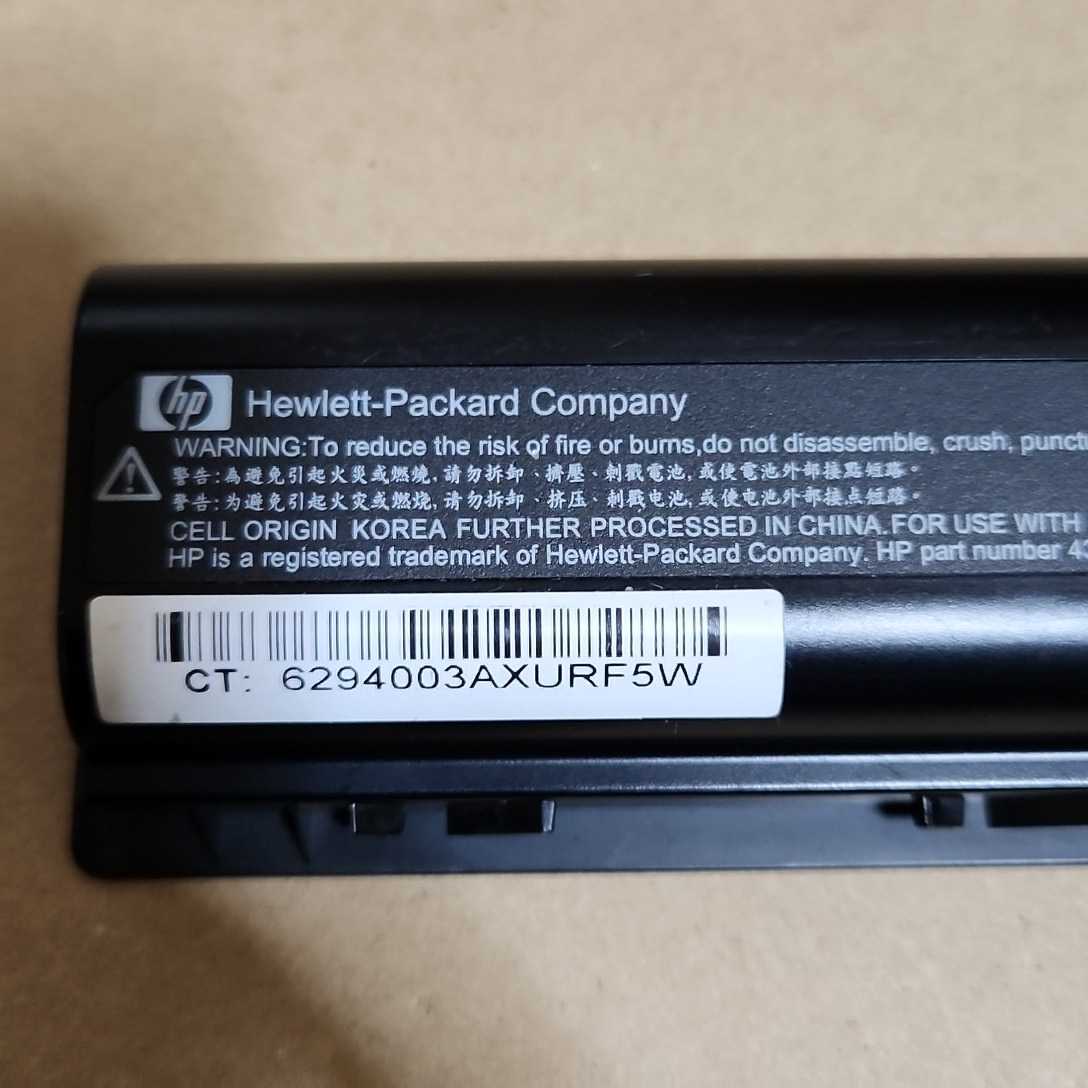 hp Hewlett-Packard Company
WARNING:To reduce the risk of fire or burns,do not disassemble, crush, punct
警告:為避免引起火災或燃燒,請勿拆卸、擠壓、刺戳電池,或使電池外部接點短路。
警告:为避免引起火灾或燃烧,请勿拆卸、挤压、刺戳电池,或使电池外部接点短路。
CELL ORIGIN KOREA FURTHER PROCESSED IN CHINA.FOR USE WITH
HP is a registered trademark of Hewlett-Packard Company. HP part number 43
CT: 6294003AXURF5W